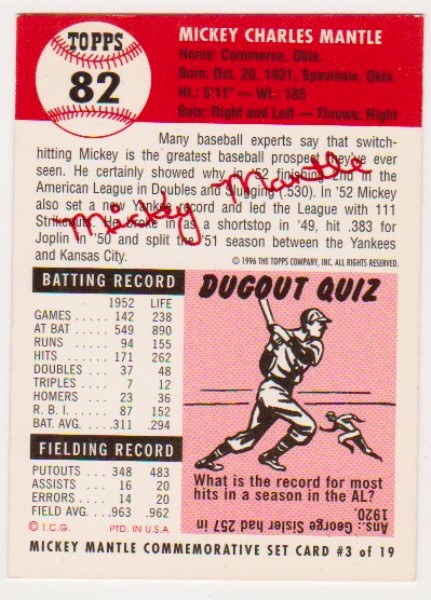 TOPPS
82
MICKEY CHARLES MANTLE
Home: Commerce, Okla.
Born: Oct. 20, 1931, Spavinaw, Okla.
Ht.: 5'11" — Wt.: 185
Bats: Right and Left — Throws: Right
Many baseball experts say that switch-
hitting Mickey is the greatest baseball prospect they've ever
seen. He certainly showed why in '52 finishing in the
American League in Doubles and Slugging (.530). In '52 Mickey
also set a new Yankee record and led the League with 111
Strikeouts. He broke in as a shortstop in '49, hit .383 for
Joplin in '50 and split the '51 season between the Yankees
and Kansas City.
Mickey Mantle
© 1996 THE TOPPS COMPANY, INC. ALL RIGHTS RESERVED.
BATTING RECORD
1952 LIFE
GAMES 142 238
AT BAT 549 890
RUNS 94 155
HITS 171 262
DOUBLES 37 48
TRIPLES 7 12
HOMERS 23 36
R. B. I. 87 152
BAT. AVG. .311 .294
FIELDING RECORD
PUTOUTS 348 483
ASSISTS 16 20
ERRORS 14 20
FIELD AVG. .963 .962
© T.C.G. PTD. IN U.S.A
DUGOUT QUIZ
What is the record for
most hits in a season in the AL?
Ans.: George Sisler had 257 in
1920.
MICKEY MANTLE COMMEMORATIVE SET CARD #3 of 19